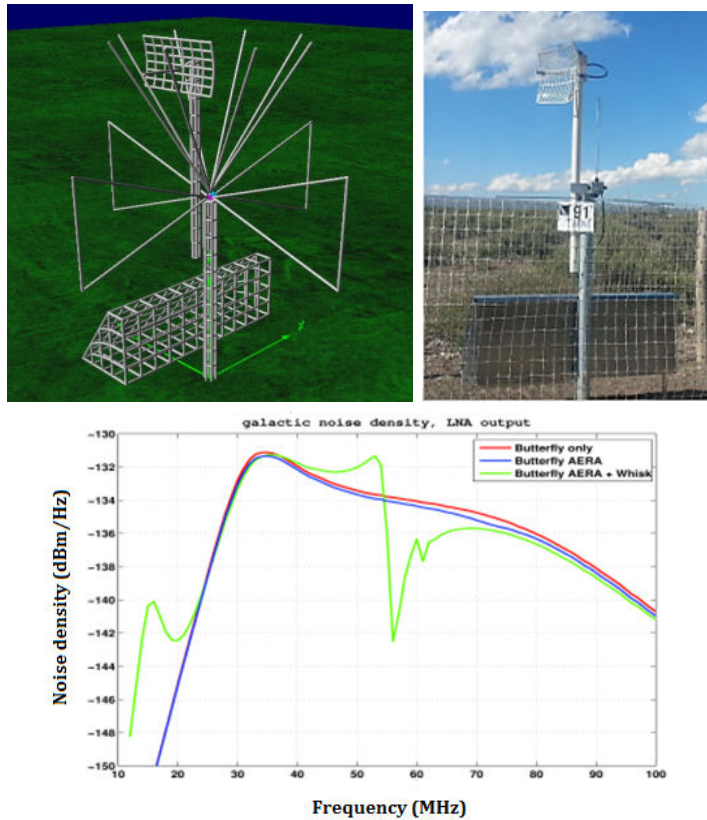 y
91
galactic noise density, LNA output
Butterfly only
Butterfly AERA
Butterfly AERA + Whisk
Noise density (dBm/Hz)
−130
−132
−134
−136
−138
−140
−142
−144
−146
−148
−150
10 20 30 40 50 60 70 80 90 100
Frequency (MHz)